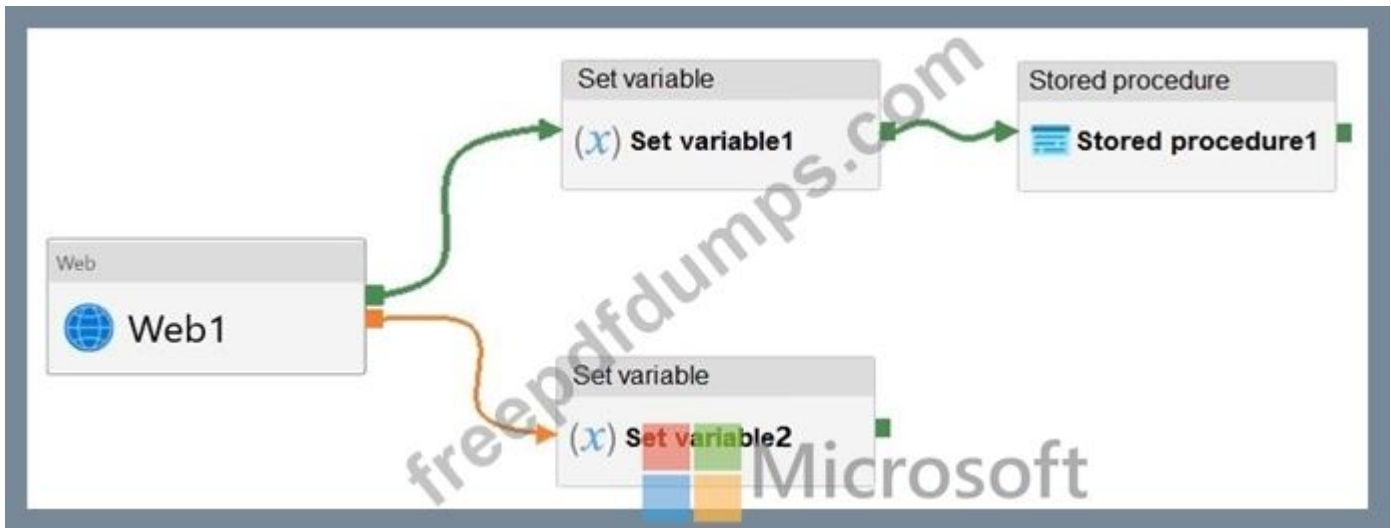 Set variable
(x) Set variable1
Stored procedure
Stored procedure1
Web
Web1
Set variable
(x) Set variable2
freepdfdumps.com
Microsoft